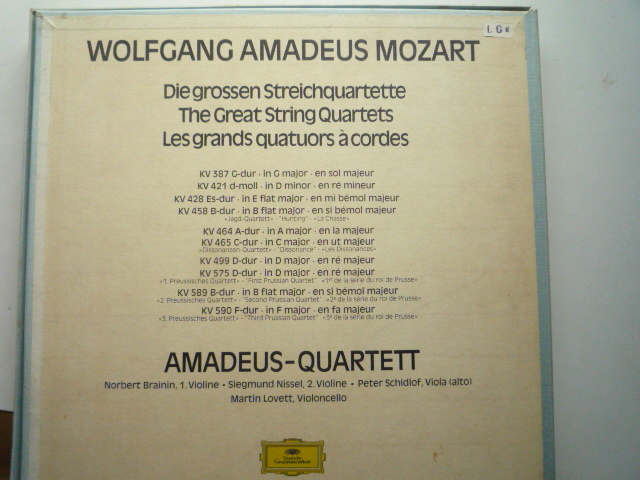 LG
WOLFGANG AMADEUS MOZART
Die grossen Streichquartette
The Great String Quartets
Les grands quatuors à cordes
KV 387 G-dur · in G major · en sol majeur
KV 421 d-moll · in D minor · en ré mineur
KV 428 Es-dur · in E flat major · en mi bémol majeur
KV 458 B-dur · in B flat major · en si bémol majeur
«Jagd-Quartett» · "Hunting" · «La Chasse»
KV 464 A-dur · in A major · en la majeur
KV 465 C-dur · in C major · en ut majeur
«Dissonanzen-Quartett» · "Dissonance" · «Les Dissonances»
KV 499 D-dur · in D major · en ré majeur
KV 575 D-dur · in D major · en ré majeur
«1. Preussisches Quartett» · "First Prussian Quartet" · «1er de la série du roi de Prusse»
KV 589 B-dur · in B flat major · en si bémol majeur
«2. Preussisches Quartett» · "Second Prussian Quartet" · «2e de la série du roi de Prusse»
KV 590 F-dur · in F major · en fa majeur
«3. Preussisches Quartett» · "Third Prussian Quartet" · «3e de la série du roi de Prusse»
AMADEUS-QUARTETT
Norbert Brainin, 1. Violine • Siegmund Nissel, 2. Violine • Peter Schidlof, Viola (alto)
Martin Lovett, Violoncello
Deutsche
Grammophon